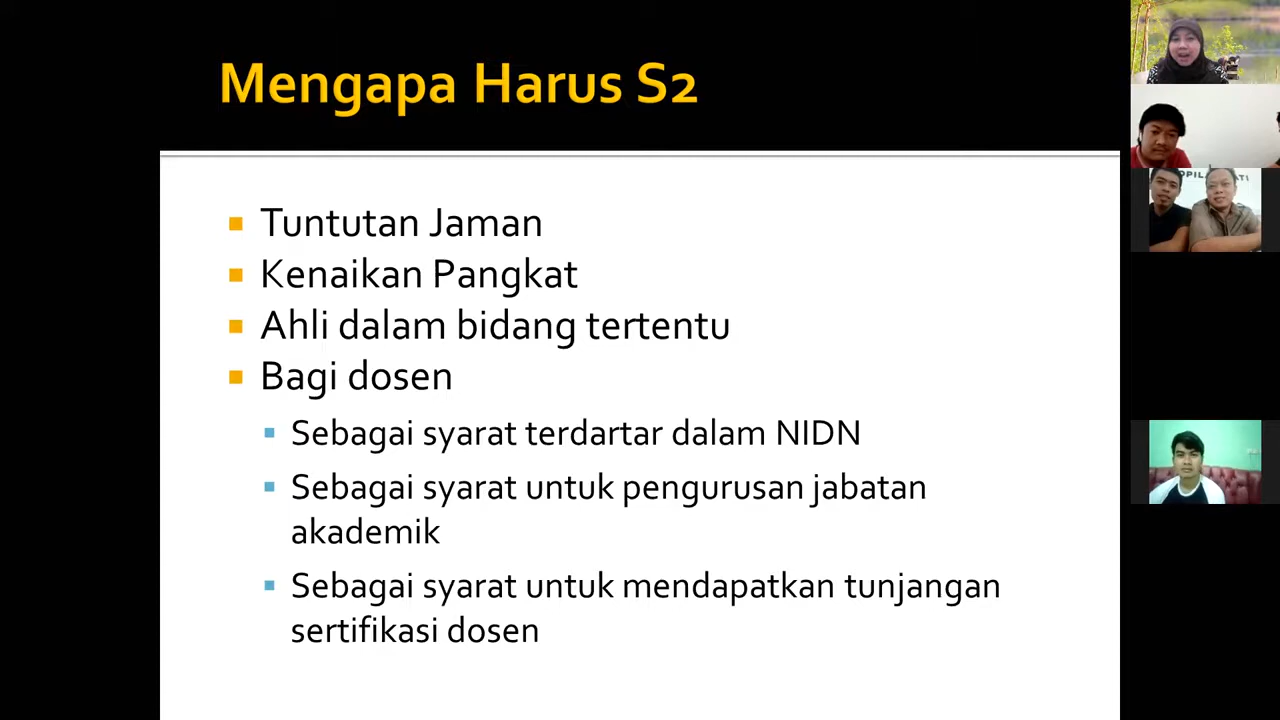 Mengapa Harus S2
Tuntutan Jaman
Kenaikan Pangkat
Ahli dalam bidang tertentu
Bagi dosen
Sebagai syarat terdartar dalam NIDN
Sebagai syarat untuk pengurusan jabatan
akademik
Sebagai syarat untuk mendapatkan tunjangan
sertifikasi dosen